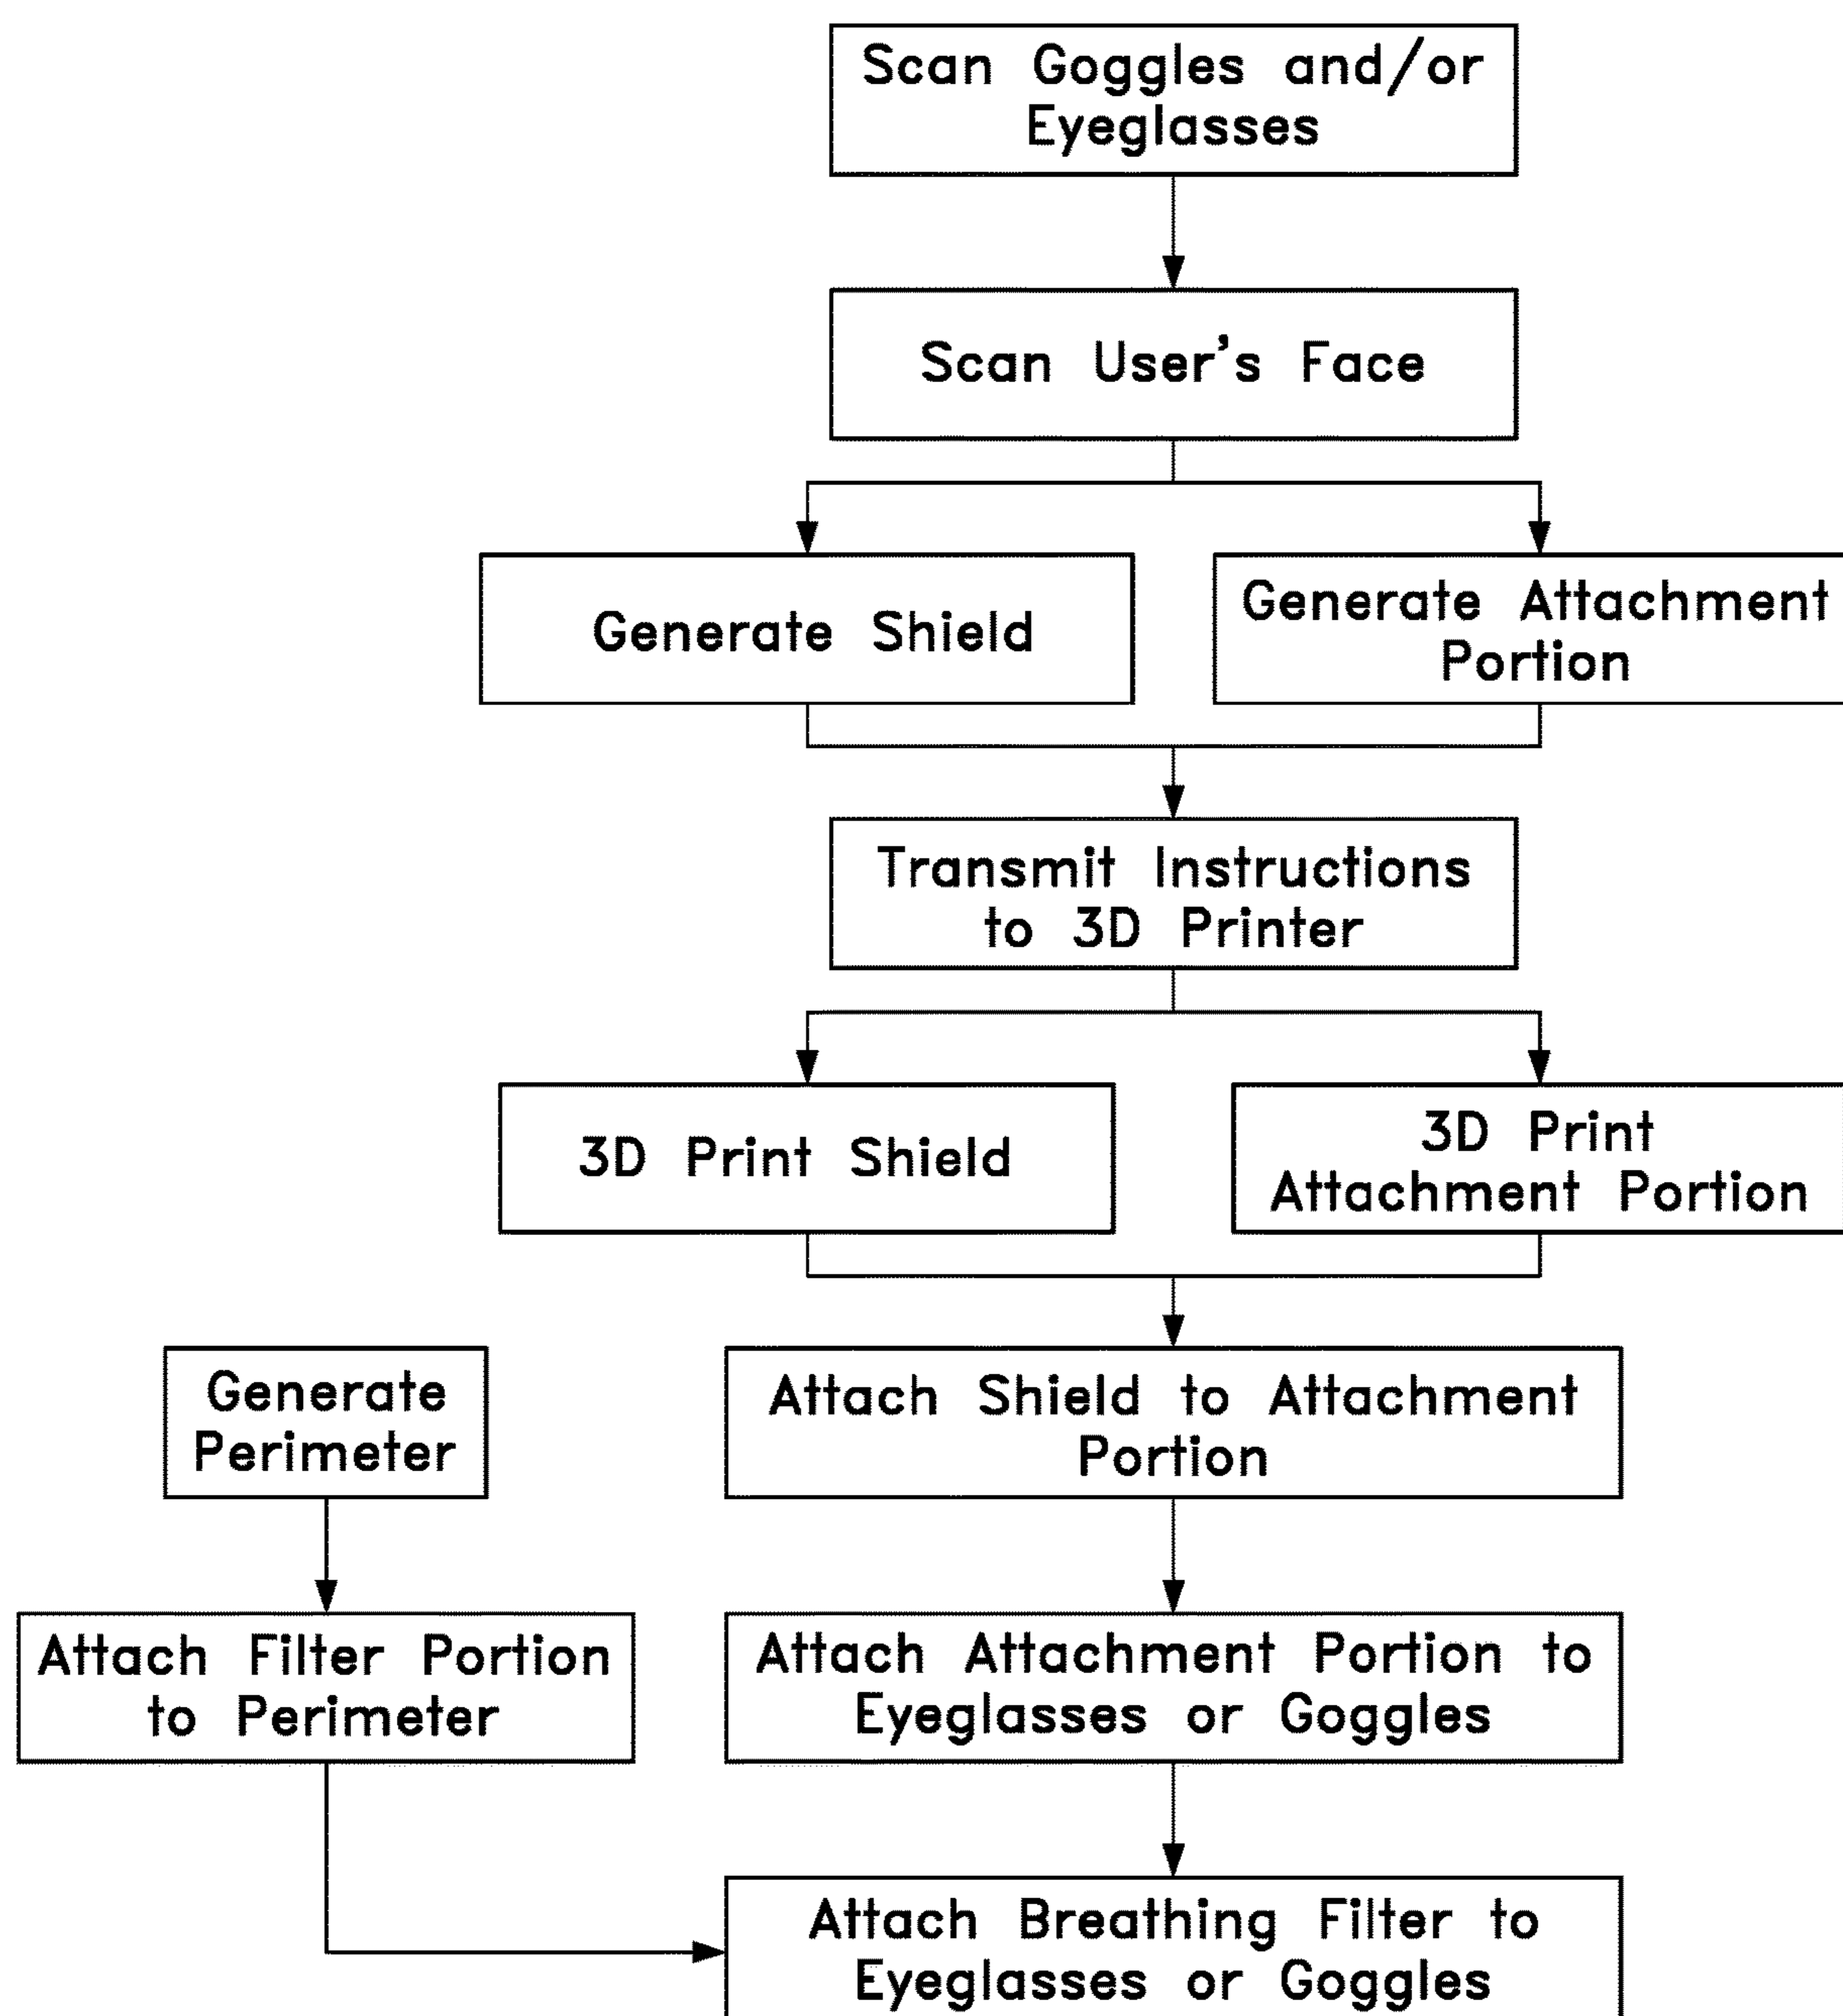 Scan Goggles and/or
Eyeglasses
Scan User's Face
Generate Shield
Generate Attachment
Portion
Transmit Instructions
to 3D Printer
3D Print Shield
3D Print
Attachment Portion
Generate
Perimeter
Attach Shield to Attachment
Portion
Attach Filter Portion
to Perimeter
Attach Attachment Portion to
Eyeglasses or Goggles
Attach Breathing Filter to
Eyeglasses or Goggles